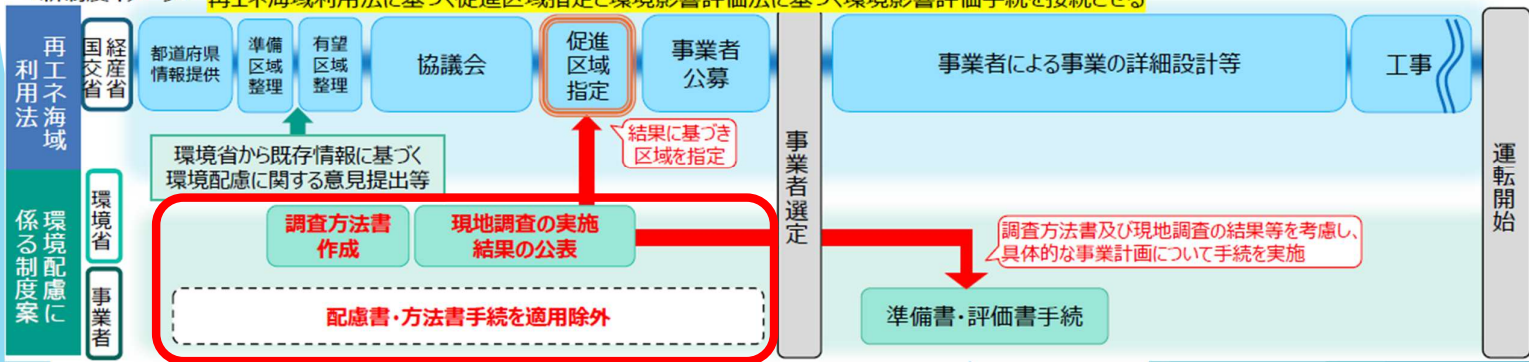 再エネ海域利用法に基づく促進区域指定と環境影響評価法に基づく環境影響評価手続を接続させる
再エネ海域
利用法
経産省
国交省
都道府県
情報提供
準備
区域
整理
有望
区域
整理
協議会
促進
区域
指定
事業者
公募
事業者による事業の詳細設計等
工事
環境省から既存情報に基づく
環境配慮に関する意見提出等
結果に基づき
区域を指定
事業者選定
運転開始
環境配慮に
係る制度案
環境省
事業者
調査方法書
作成
現地調査の実施
結果の公表
調査方法書及び現地調査の結果等を考慮し、
具体的な事業計画について手続を実施
配慮書・方法書手続を適用除外
準備書・評価書手続